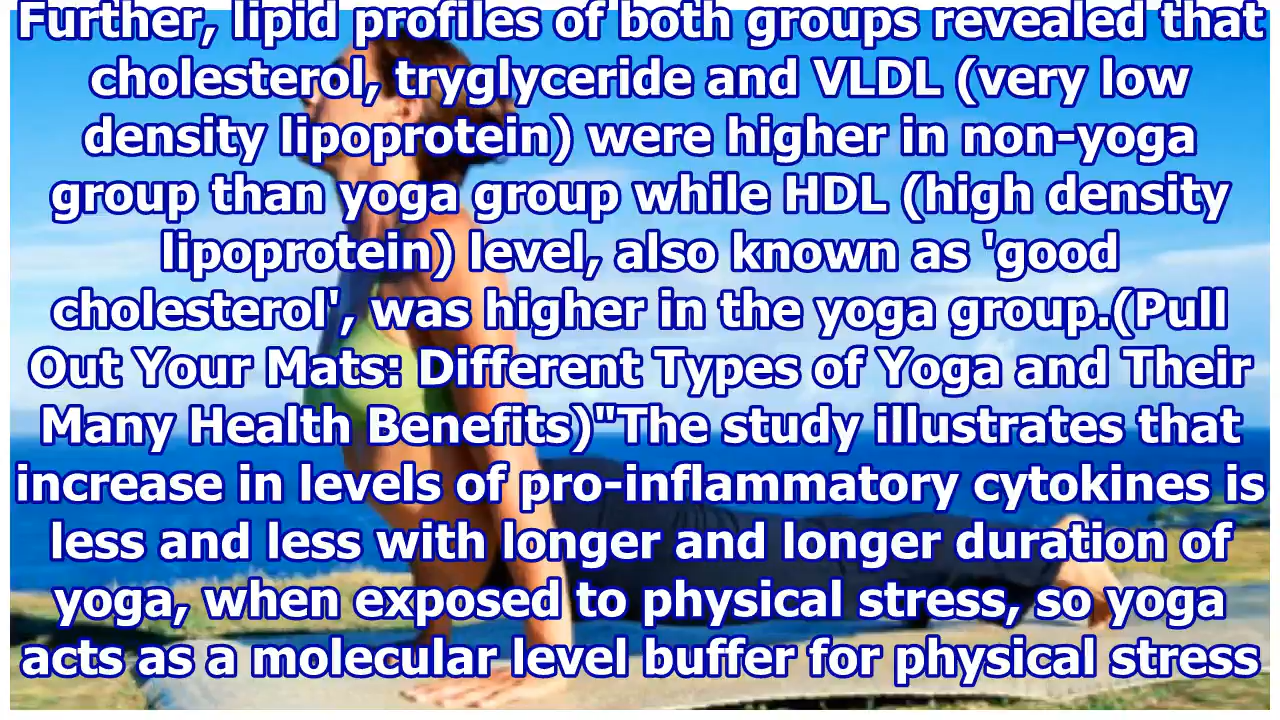 Further, lipid profiles of both groups revealed that
cholesterol, tryglyceride and VLDL (very low
density lipoprotein) were higher in non-yoga
group than yoga group while HDL (high density
lipoprotein) level, also known as 'good
cholesterol', was higher in the yoga group.(Pull
Out Your Mats: Different Types of Yoga and Their
Many Health Benefits)"The study illustrates that
increase in levels of pro-inflammatory cytokines is
less and less with longer and longer duration of
yoga, when exposed to physical stress, so yoga
acts as a molecular level buffer for physical stress